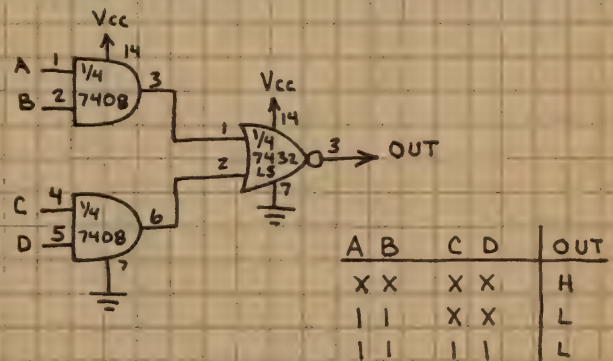 Vcc
14
A 1 1/4 3
B 2 7408
Vcc
14
1 1/4 3 OUT
2 7432
LS
7
C 4 1/4 6
D 5 7408
7
A B C D OUT
X X X X H
1 1 X X L
1 1 1 1 L